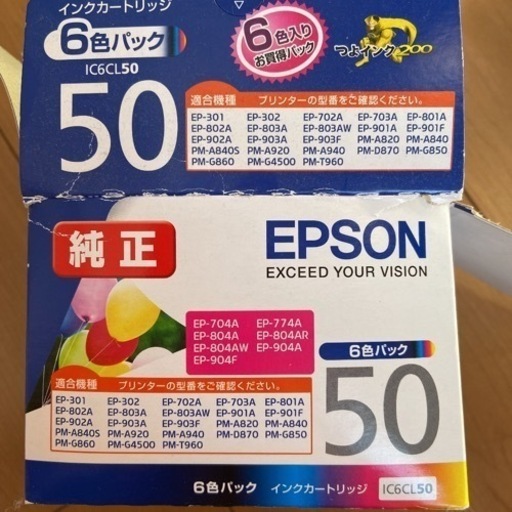 インクカートリッジ
6色パック
IC6CL50
50
6色入り
お買得パック
つよインク200
適合機種 プリンターの型番をご確認ください。
EP-301 EP-302 EP-702A EP-703A EP-801A
EP-802A EP-803A EP-803AW EP-901A EP-901F
EP-902A EP-903A EP-903F PM-A820 PM-A840
PM-A840S PM-A920 PM-A940 PM-D870 PM-G850
PM-G860 PM-G4500 PM-T960
純正
EPSON
EXCEED YOUR VISION
EP-704A EP-774A
EP-804A EP-804AR
EP-804AW EP-904A
EP-904F
6色パック
50
適合機種 プリンターの型番をご確認ください。
EP-301 EP-302 EP-702A EP-703A EP-801A
EP-802A EP-803A EP-803AW EP-901A EP-901F
EP-902A EP-903A EP-903F PM-A820 PM-A840
PM-A840S PM-A920 PM-A940 PM-D870 PM-G850
PM-G860 PM-G4500 PM-T960
6色パック インクカートリッジ IC6CL50